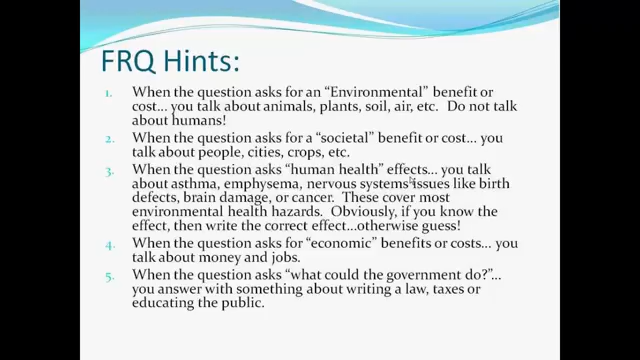 FRQ Hints:
1. When the question asks for an “Environmental” benefit or
cost... you talk about animals, plants, soil, air, etc.  Do not talk
about humans!
2. When the question asks for a “societal” benefit or cost... you
talk about people, cities, crops, etc.
3. When the question asks “human health” effects... you talk
about asthma, emphysema, nervous systems issues like birth
defects, brain damage, or cancer.  These cover most
environmental health hazards.  Obviously, if you know the
effect, then write the correct effect...otherwise guess!
4. When the question asks for “economic” benefits or costs... you
talk about money and jobs.
5. When the question asks “what could the government do?”...
you answer with something about writing a law, taxes or
educating the public.